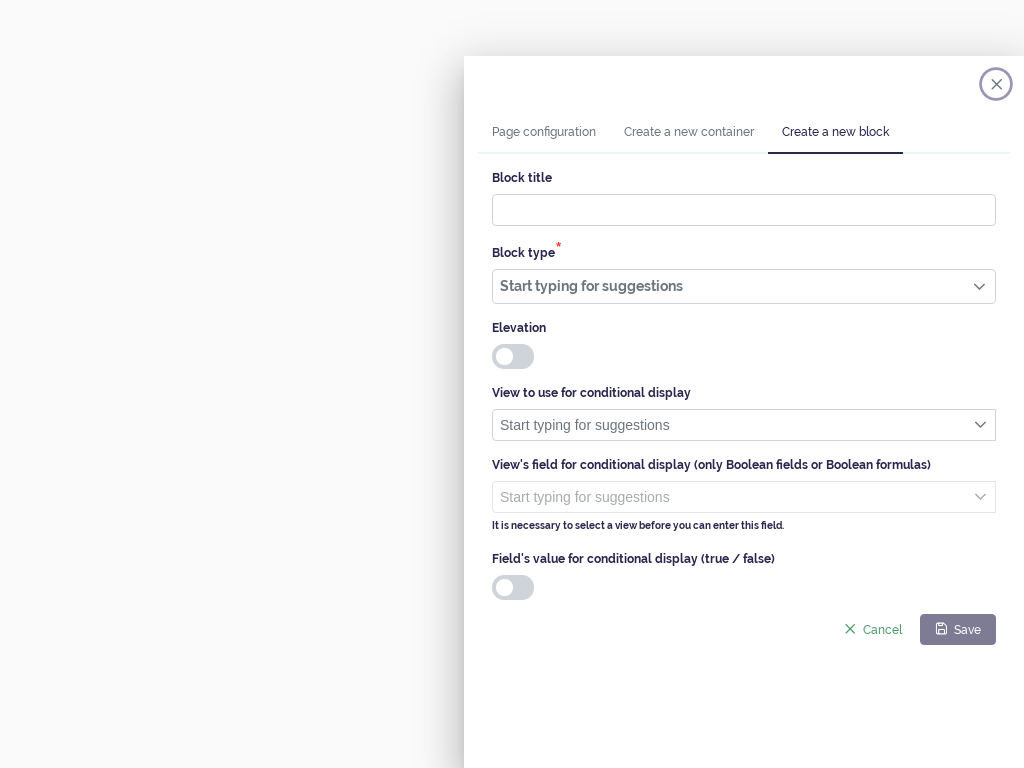 Page configuration
Create a new container
Create a new block
Block title
Block type*
Start typing for suggestions
Elevation
View to use for conditional display
Start typing for suggestions
View's field for conditional display (only Boolean fields or Boolean formulas)
Start typing for suggestions
It is necessary to select a view before you can enter this field.
Field's value for conditional display (true / false)
Cancel
Save